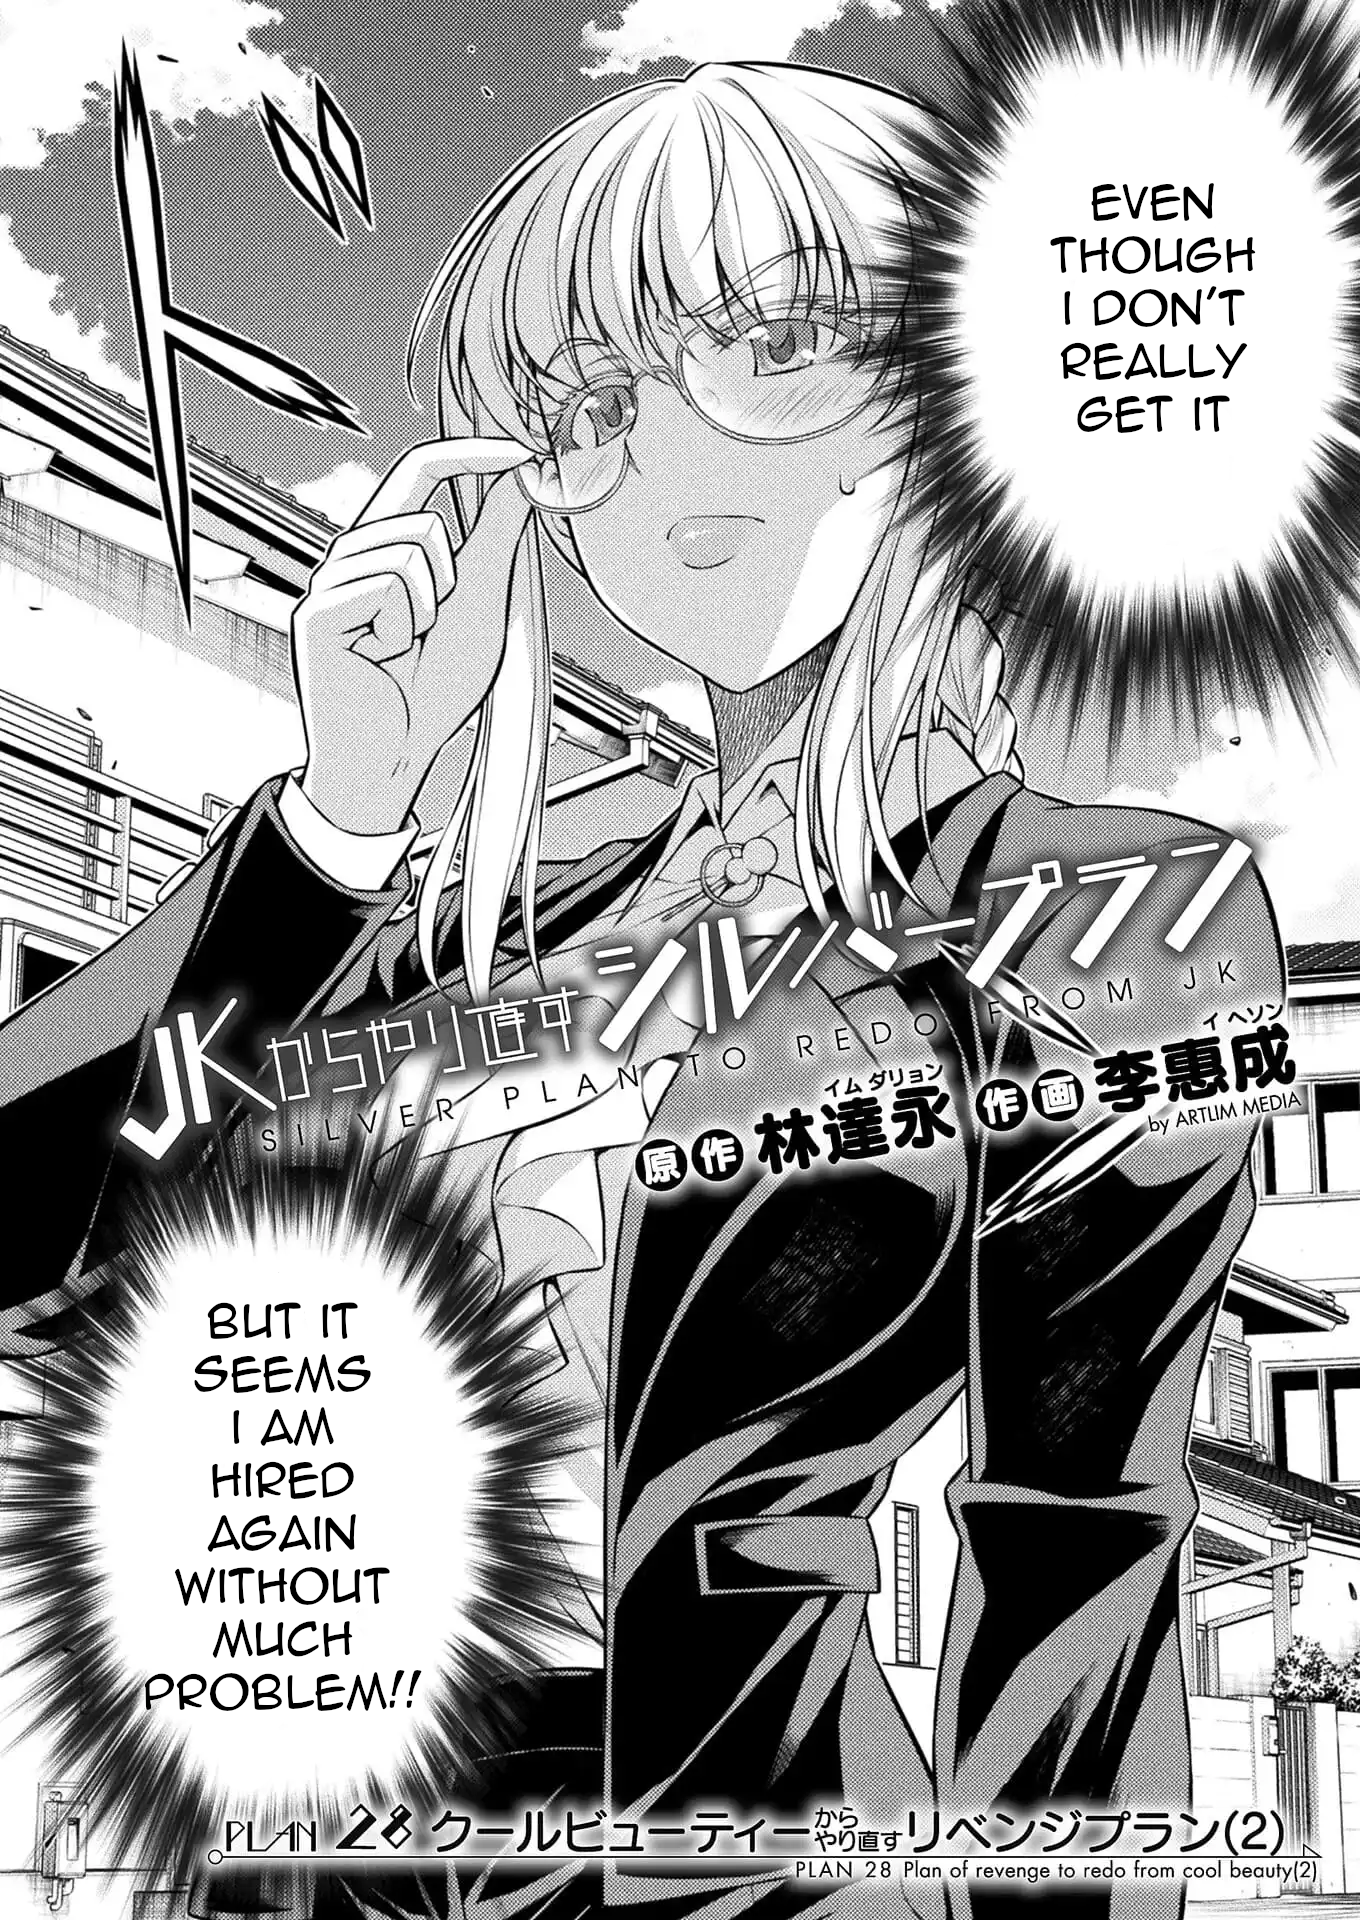 EVEN
THOUGH
I DON'T
REALLY
GET IT
ド
JKからやり直すシルバープラン
SILVER PLAN TO REDO FROM JK
イム ダリョン
原作 林達永
イ ヘソン
作画 李惠成
by ARTLIM MEDIA
BUT IT
SEEMS
I AM
HIRED
AGAIN
WITHOUT
MUCH
PROBLEM!!
PLAN 28 クールビューティーからやり直すリベンジプラン(2)
PLAN 28 Plan of revenge to redo from cool beauty(2)